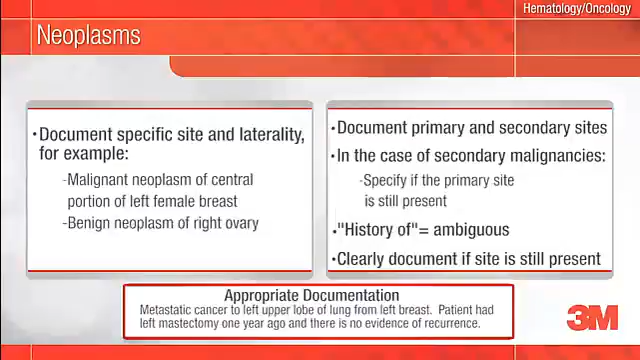 Hematology/Oncology
Neoplasms
•Document specific site and laterality,
for example:
-Malignant neoplasm of central
portion of left female breast
-Benign neoplasm of right ovary
•Document primary and secondary sites
•In the case of secondary malignancies:
-Specify if the primary site
is still present
•"History of"= ambiguous
•Clearly document if site is still present
Appropriate Documentation
Metastatic cancer to left upper lobe of lung from left breast. Patient had
left mastectomy one year ago and there is no evidence of recurrence.
3M